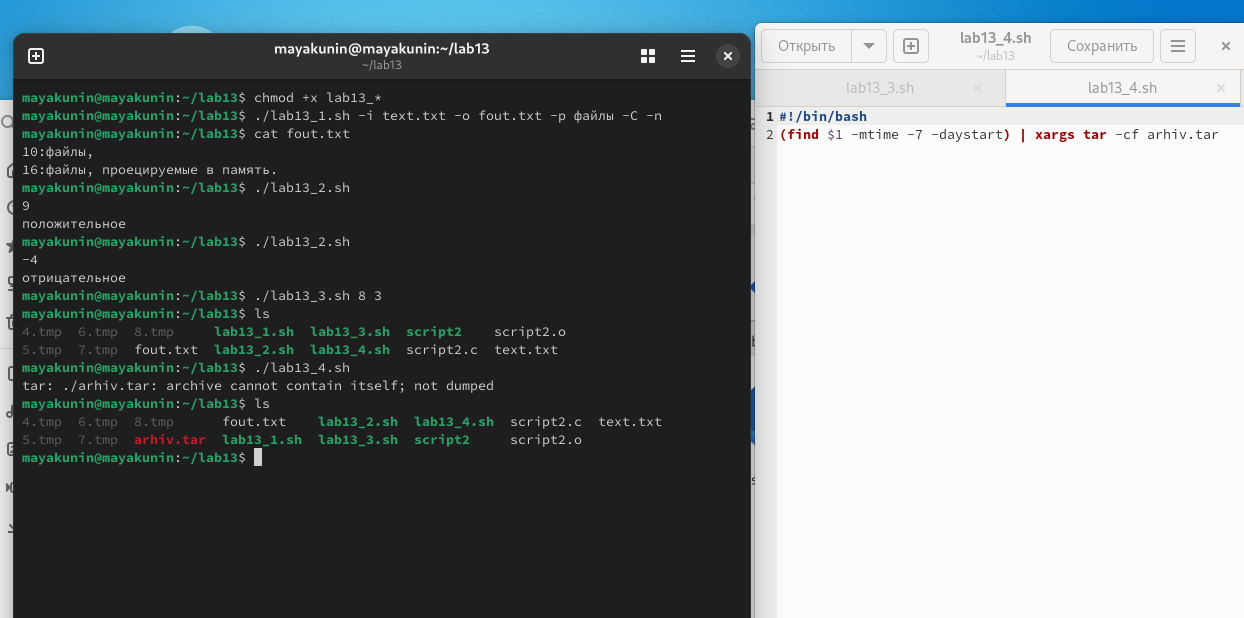 mayakunin@mayakunin:~/lab13
~/lab13
mayakunin@mayakunin:~/lab13$ chmod +x lab13_*
mayakunin@mayakunin:~/lab13$ ./lab13_1.sh -i text.txt -o fout.txt -p файлы -C -n
mayakunin@mayakunin:~/lab13$ cat fout.txt
10:файлы,
16:файлы, проецируемые в память.
mayakunin@mayakunin:~/lab13$ ./lab13_2.sh
9
положительное
mayakunin@mayakunin:~/lab13$ ./lab13_2.sh
-4
отрицательное
mayakunin@mayakunin:~/lab13$ ./lab13_3.sh 8 3
mayakunin@mayakunin:~/lab13$ ls
4.tmp 6.tmp 8.tmp lab13_1.sh lab13_3.sh script2 script2.o
5.tmp 7.tmp fout.txt lab13_2.sh lab13_4.sh script2.c text.txt
mayakunin@mayakunin:~/lab13$ ./lab13_4.sh
tar: ./arhiv.tar: archive cannot contain itself; not dumped
mayakunin@mayakunin:~/lab13$ ls
4.tmp 6.tmp 8.tmp fout.txt lab13_2.sh lab13_4.sh script2.c text.txt
5.tmp 7.tmp arhiv.tar lab13_1.sh lab13_3.sh script2 script2.o
mayakunin@mayakunin:~/lab13$
Открыть
lab13_4.sh
~/lab13
Сохранить
lab13_3.sh
lab13_4.sh
1 #!/bin/bash
2 (find $1 -mtime -7 -daystart) | xargs tar -cf arhiv.tar